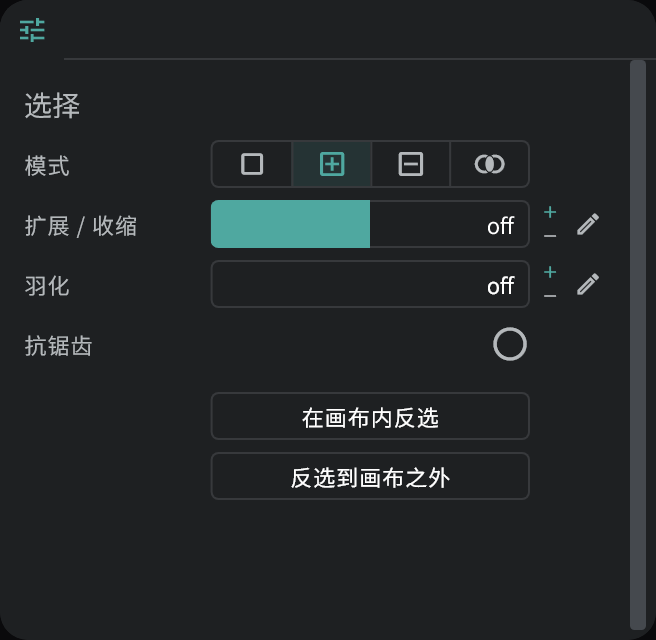 选择
模式
扩展 / 收缩 off
羽化 off
抗锯齿
在画布内反选
反选到画布之外